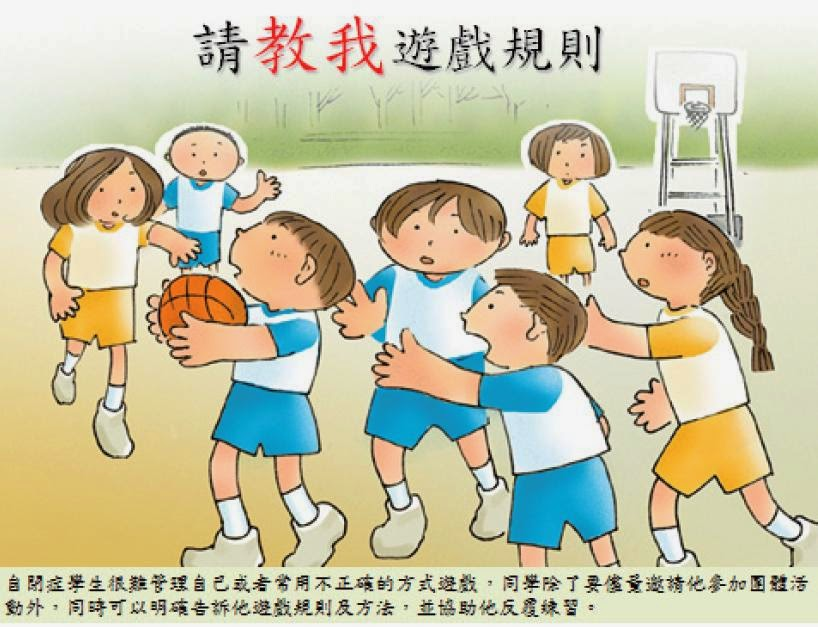 請教我遊戲規則
自閉症學生很難管理自己或者常用不正確的方式遊戲，同學除了要儘量邀請他參加團體活
動外，同時可以明確告訴他遊戲規則及方法，並協助他反覆練習。